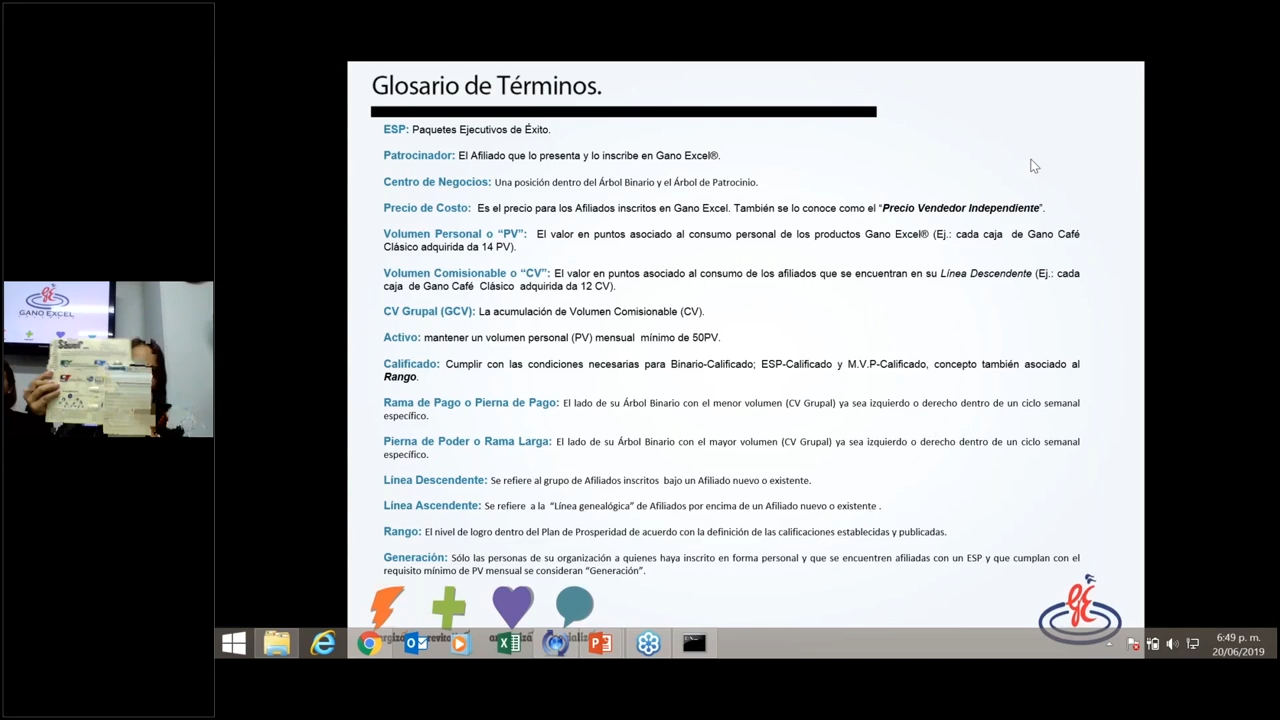 Glosario de Términos.
ESP: Paquetes Ejecutivos de Éxito.
Patrocinador: El Afiliado que lo presenta y lo inscribe en Gano Excel®.
Centro de Negocios: Una posición dentro del Árbol Binario y el Árbol de Patrocinio.
Precio de Costo: Es el precio para los Afiliados inscritos en Gano Excel. También se lo conoce como el “Precio Vendedor Independiente”.
Volumen Personal o “PV”: El valor en puntos asociado al consumo personal de los productos Gano Excel® (Ej.: cada caja de Gano Café
Clásico adquirida da 14 PV).
Volumen Comisionable o “CV”: El valor en puntos asociado al consumo de los afiliados que se encuentran en su Línea Descendente (Ej.: cada
caja de Gano Café Clásico adquirida da 12 CV).
CV Grupal (GCV): La acumulación de Volumen Comisionable (CV).
Activo: mantener un volumen personal (PV) mensual mínimo de 50PV.
Calificado: Cumplir con las condiciones necesarias para Binario-Calificado; ESP-Calificado y M.V.P-Calificado, concepto también asociado al
Rango.
Rama de Pago o Pierna de Pago: El lado de su Árbol Binario con el menor volumen (CV Grupal) ya sea izquierdo o derecho dentro de un ciclo semanal
específico.
Pierna de Poder o Rama Larga: El lado de su Árbol Binario con el mayor volumen (CV Grupal) ya sea izquierdo o derecho dentro de un ciclo semanal
específico.
Línea Descendente: Se refiere al grupo de Afiliados inscritos bajo un Afiliado nuevo o existente.
Línea Ascendente: Se refiere a la “Línea genealógica” de Afiliados por encima de un Afiliado nuevo o existente .
Rango: El nivel de logro dentro del Plan de Prosperidad de acuerdo con la definición de las calificaciones establecidas y publicadas.
Generación: Sólo las personas de su organización a quienes haya inscrito en forma personal y que se encuentren afiliadas con un ESP y que cumplan con el
requisito mínimo de PV mensual se consideran “Generación”.
GANO EXCEL
6:49 p. m.
20/06/2019